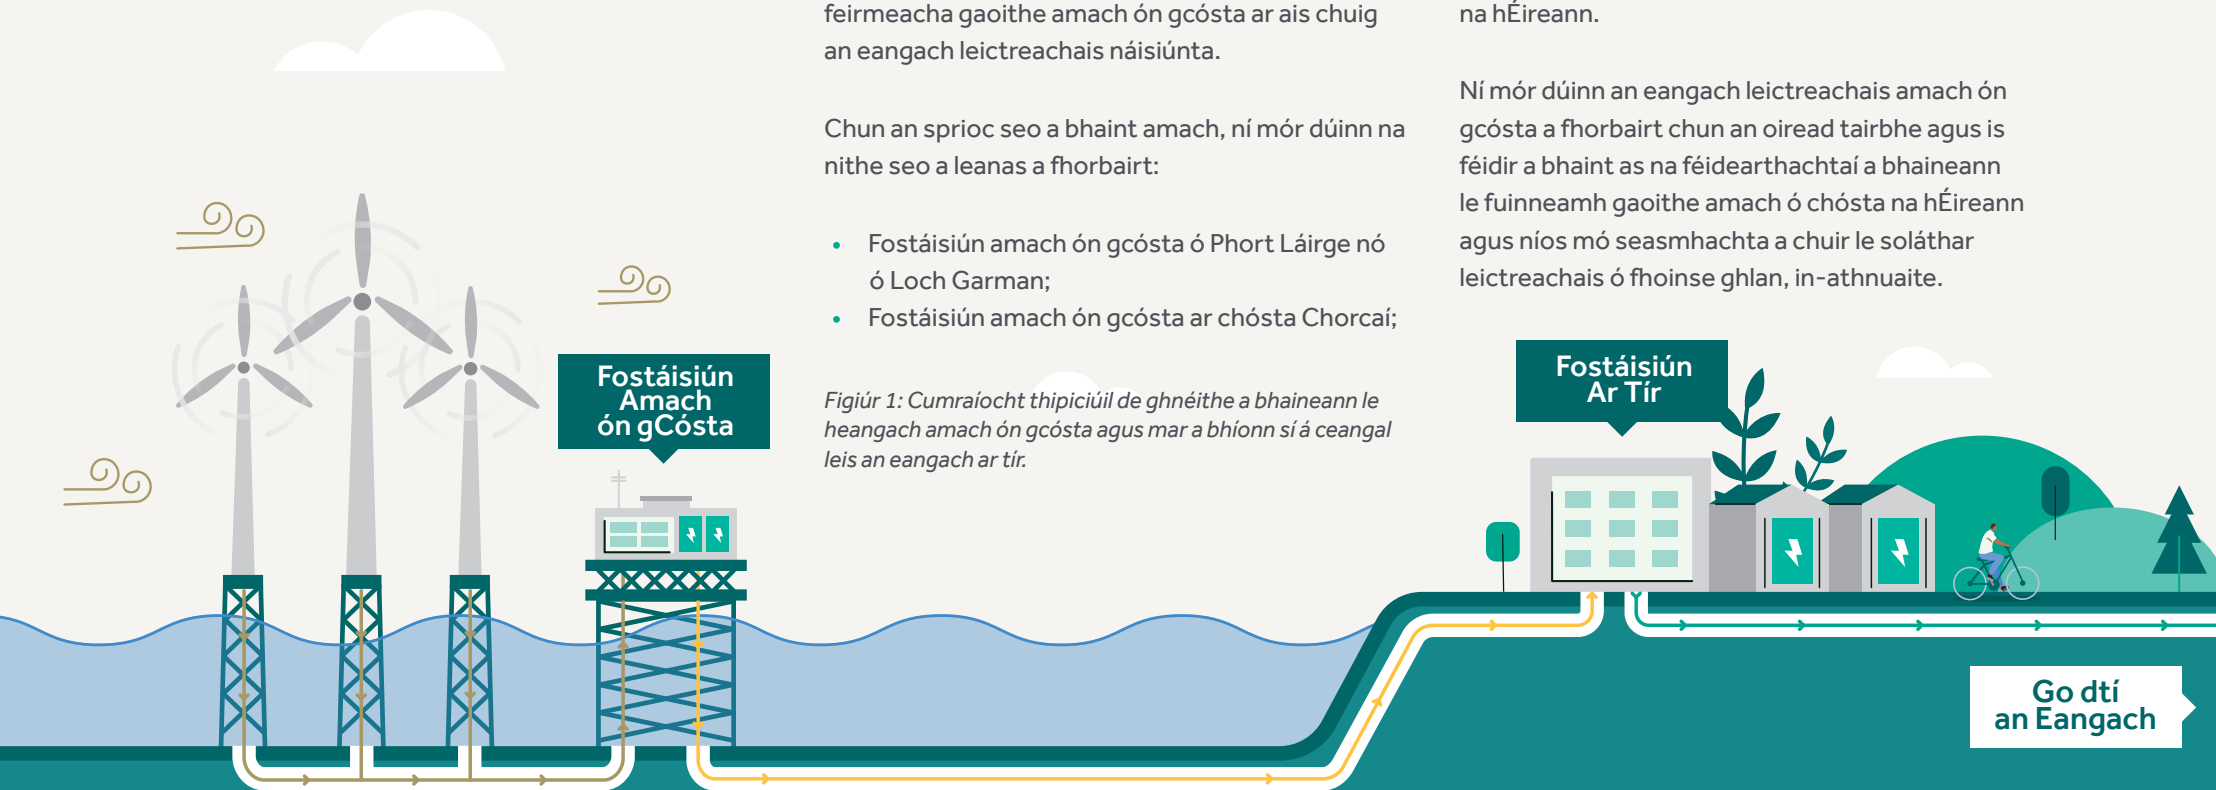 feirmeacha gaoithe amach ón gcósta ar ais chuig
an eangach leictreachais náisiúnta.
Chun an sprioc seo a bhaint amach, ní mór dúinn na
nithe seo a leanas a fhorbairt:
• Fostáisiún amach ón gcósta ó Phort Láirge nó
ó Loch Garman;
• Fostáisiún amach ón gcósta ar chósta Chorcaí;
Figiúr 1: Cumraíocht thipiciúil de ghnéithe a bhaineann le
heangach amach ón gcósta agus mar a bhíonn sí á ceangal
leis an eangach ar tír.
na hÉireann.
Ní mór dúinn an eangach leictreachais amach ón
gcósta a fhorbairt chun an oiread tairbhe agus is
féidir a bhaint as na féidearthachtaí a bhaineann
le fuinneamh gaoithe amach ó chósta na hÉireann
agus níos mó seasmhachta a chuir le soláthar
leictreachais ó fhoinse ghlan, in-athnuaite.
Fostáisiún
Amach
ón gCósta
Fostáisiún
Ar Tír
Go dtí
an Eangach